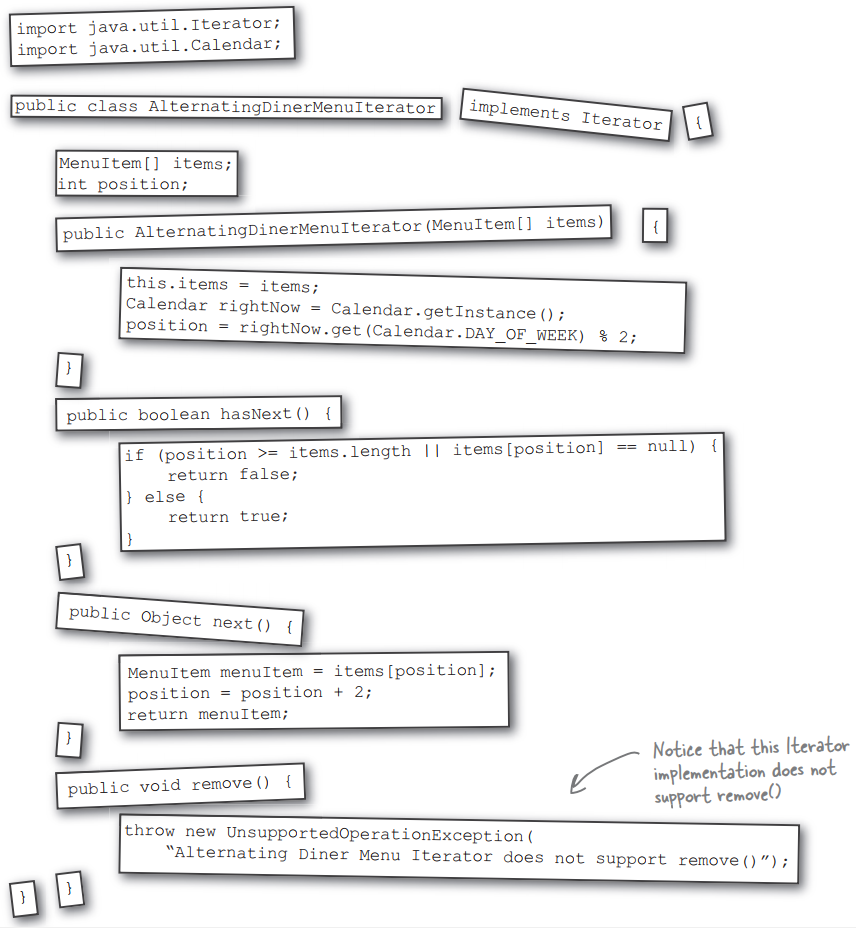 import java.util.Iterator;
import java.util.Calendar;
public class AlternatingDinerMenuIterator implements Iterator {
MenuItem[] items;
int position;
public AlternatingDinerMenuIterator(MenuItem[] items) {
this.items = items;
Calendar rightNow = Calendar.getInstance();
position = rightNow.get(Calendar.DAY_OF_WEEK) % 2;
}
public boolean hasNext() {
if (position >= items.length || items[position] == null) {
return false;
} else {
return true;
}
}
public Object next() {
MenuItem menuItem = items[position];
position = position + 2;
return menuItem;
}
Notice that this Iterator
implementation does not
support remove()
public void remove() {
throw new UnsupportedOperationException(
“Alternating Diner Menu Iterator does not support remove()”);
}
}